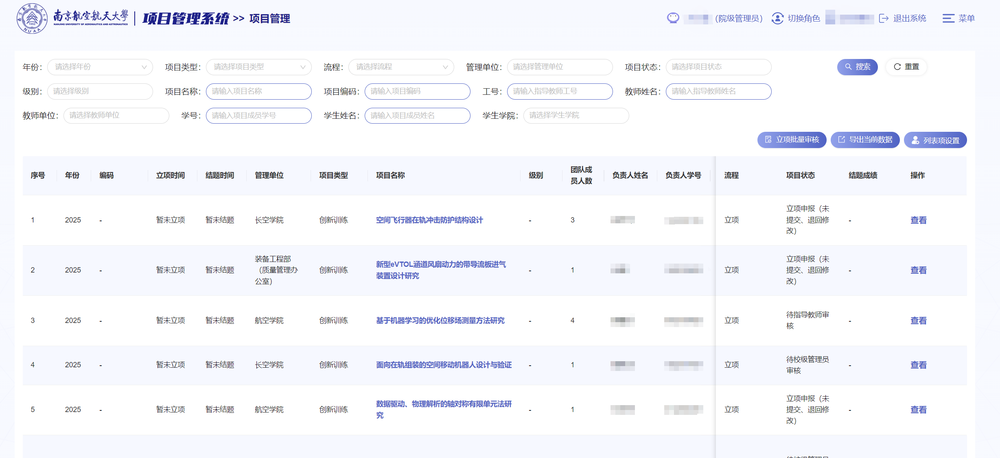 南京航空航天大學
NANJING UNIVERSITY OF AERONAUTICS AND ASTRONAUTICS
1952
NUAA
项目管理系统 >> 项目管理
(院级管理员) 切换角色 退出系统 菜单
年份： 请选择年份 项目类型： 请选择项目类型 流程： 请选择流程 管理单位： 请选择管理单位 项目状态： 请选择项目状态 搜索 重置
级别： 请选择级别 项目名称： 请输入项目名称 项目编码： 请输入项目编码 工号： 请输入指导教师工号 教师姓名： 请输入指导教师姓名
教师单位： 请选择教师单位 学号： 请输入项目成员学号 学生姓名： 请输入项目成员姓名 学生学院： 请选择学生学院
立项批量审核 导出当前数据 列表项设置
序号 年份 编码 立项时间 结题时间 管理单位 项目类型 项目名称 级别 团队成
员人数 负责人姓名 负责人学号 流程 项目状态 结题成绩 操作
1 2025 - 暂未立项 暂未结题 长空学院 创新训练 空间飞行器在轨冲击防护结构设计 - 3 立项 立项申报（未
提交、退回修
改） - 查看
2 2025 - 暂未立项 暂未结题 装备工程部
（质量管理办
公室） 创新训练 新型eVTOL涵道风扇动力的带导流板进气
装置设计研究 - 1 立项 立项申报（未
提交、退回修
改） - 查看
3 2025 - 暂未立项 暂未结题 航空学院 创新训练 基于机器学习的优化位移场测量方法研究 - 4 立项 待指导教师审
核 - 查看
4 2025 - 暂未立项 暂未结题 长空学院 创新训练 面向在轨组装的空间移动机器人设计与验证 - 1 立项 待校级管理员
审核 - 查看
5 2025 - 暂未立项 暂未结题 航空学院 创新训练 数据驱动、物理解析的轴对称有限单元法研
究 - 1 立项 立项申报（未
提交、退回修
改） - 查看